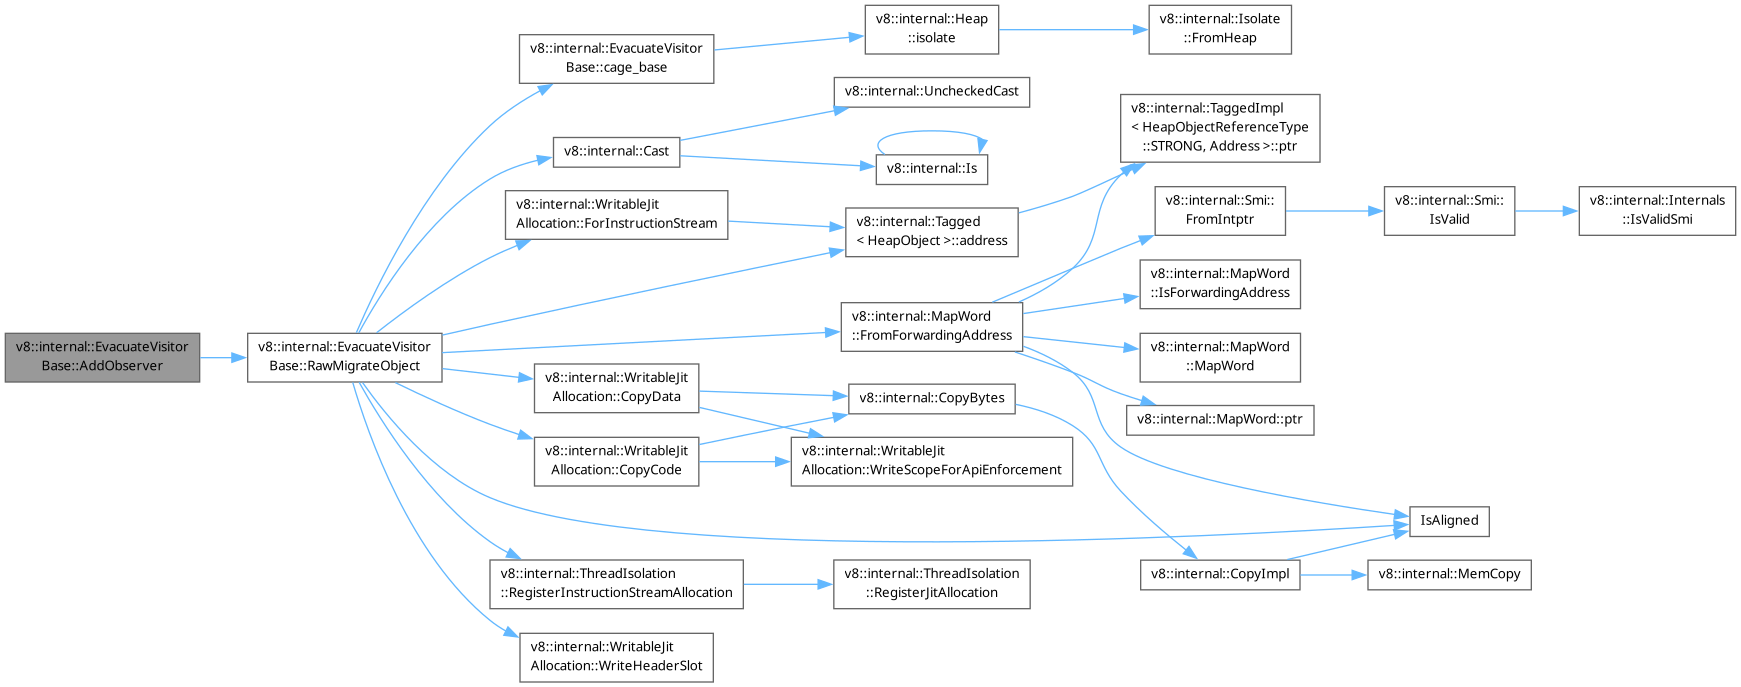 v8::internal::EvacuateVisitor
Base::AddObserver
v8::internal::EvacuateVisitor
Base::RawMigrateObject
v8::internal::EvacuateVisitor
Base::cage_base
v8::internal::Heap
::isolate
v8::internal::Isolate
::FromHeap
v8::internal::Cast
v8::internal::UncheckedCast
v8::internal::Is
v8::internal::WritableJit
Allocation::ForInstructionStream
v8::internal::Tagged
< HeapObject >::address
v8::internal::TaggedImpl
< HeapObjectReferenceType
::STRONG, Address >::ptr
v8::internal::MapWord
::FromForwardingAddress
v8::internal::Smi::
FromIntptr
v8::internal::Smi::
IsValid
v8::internal::Internals
::IsValidSmi
v8::internal::MapWord
::IsForwardingAddress
v8::internal::MapWord
::MapWord
v8::internal::MapWord::ptr
v8::internal::WritableJit
Allocation::CopyData
v8::internal::CopyBytes
v8::internal::WritableJit
Allocation::CopyCode
v8::internal::WritableJit
Allocation::WriteScopeForApiEnforcement
IsAligned
v8::internal::ThreadIsolation
::RegisterInstructionStreamAllocation
v8::internal::ThreadIsolation
::RegisterJitAllocation
v8::internal::CopyImpl
v8::internal::MemCopy
v8::internal::WritableJit
Allocation::WriteHeaderSlot